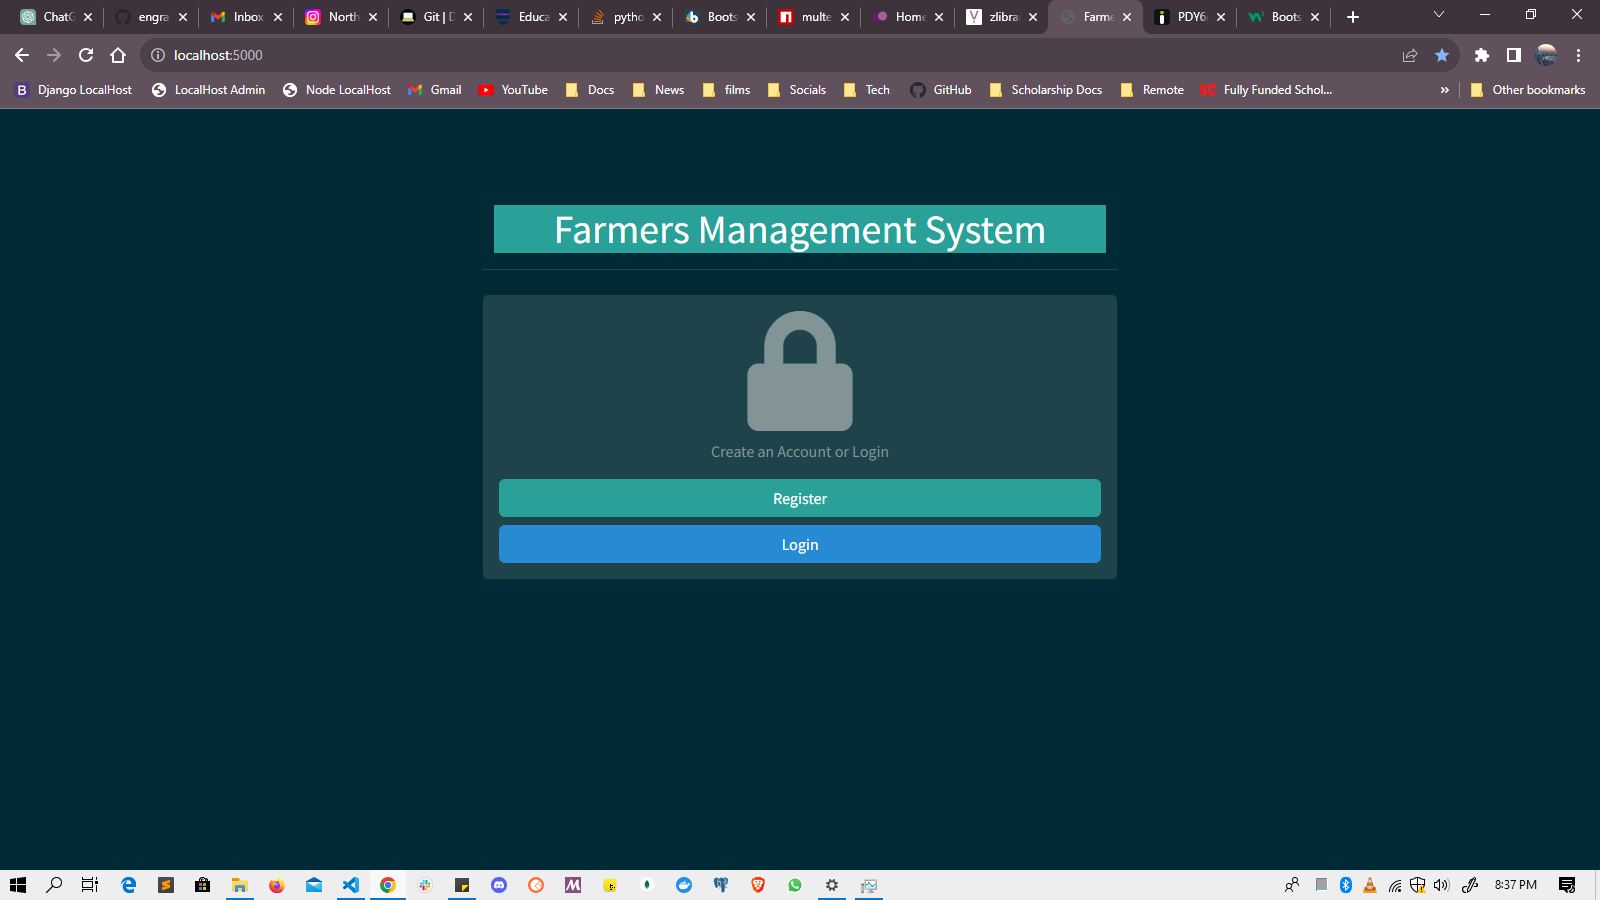 ChatG
engra
Inbox
North
Git | D
Educa
pytho
Boots
multe
Home
zlibra
Farme
PDY6
Boots
localhost:5000
Django LocalHost
LocalHost Admin
Node LocalHost
Gmail
YouTube
Docs
News
films
Socials
Tech
GitHub
Scholarship Docs
Remote
Fully Funded Schol...
»
Other bookmarks
Farmers Management System
Create an Account or Login
Register
Login
8:37 PM